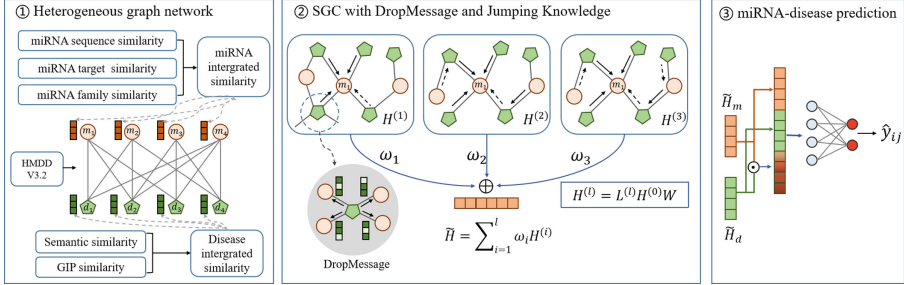 ① Heterogeneous graph network
miRNA sequence similarity
miRNA target similarity
miRNA family similarity
miRNA
intergrated
similarity
m₁ m₂ m₃ m₄
HMDD
V3.2
d₁ d₂ d₃ d₄
Semantic similarity
GIP similarity
Disease
intergrated
similarity
② SGC with DropMessage and Jumping Knowledge
m₁ H⁽¹⁾
m₁ H⁽²⁾
m₁ H⁽³⁾
ω₁ ω₂ ω₃
DropMessage
H̃ = ∑ˡᵢ₌₁ ωᵢH⁽ⁱ⁾
H⁽ˡ⁾ = L⁽ˡ⁾H⁽⁰⁾W
③ miRNA-disease prediction
H̃ₘ
H̃_d
ŷᵢⱼ